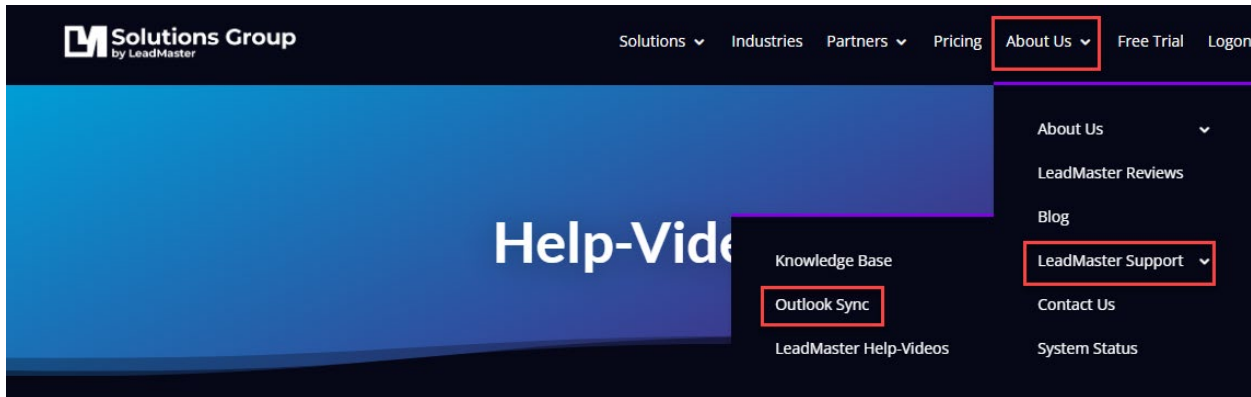 Solutions Group
by LeadMaster
Solutions Industries Partners Pricing About Us Free Trial Logon
About Us
LeadMaster Reviews
Blog
LeadMaster Support
Contact Us
System Status
Help-Vide
Knowledge Base
Outlook Sync
LeadMaster Help-Videos